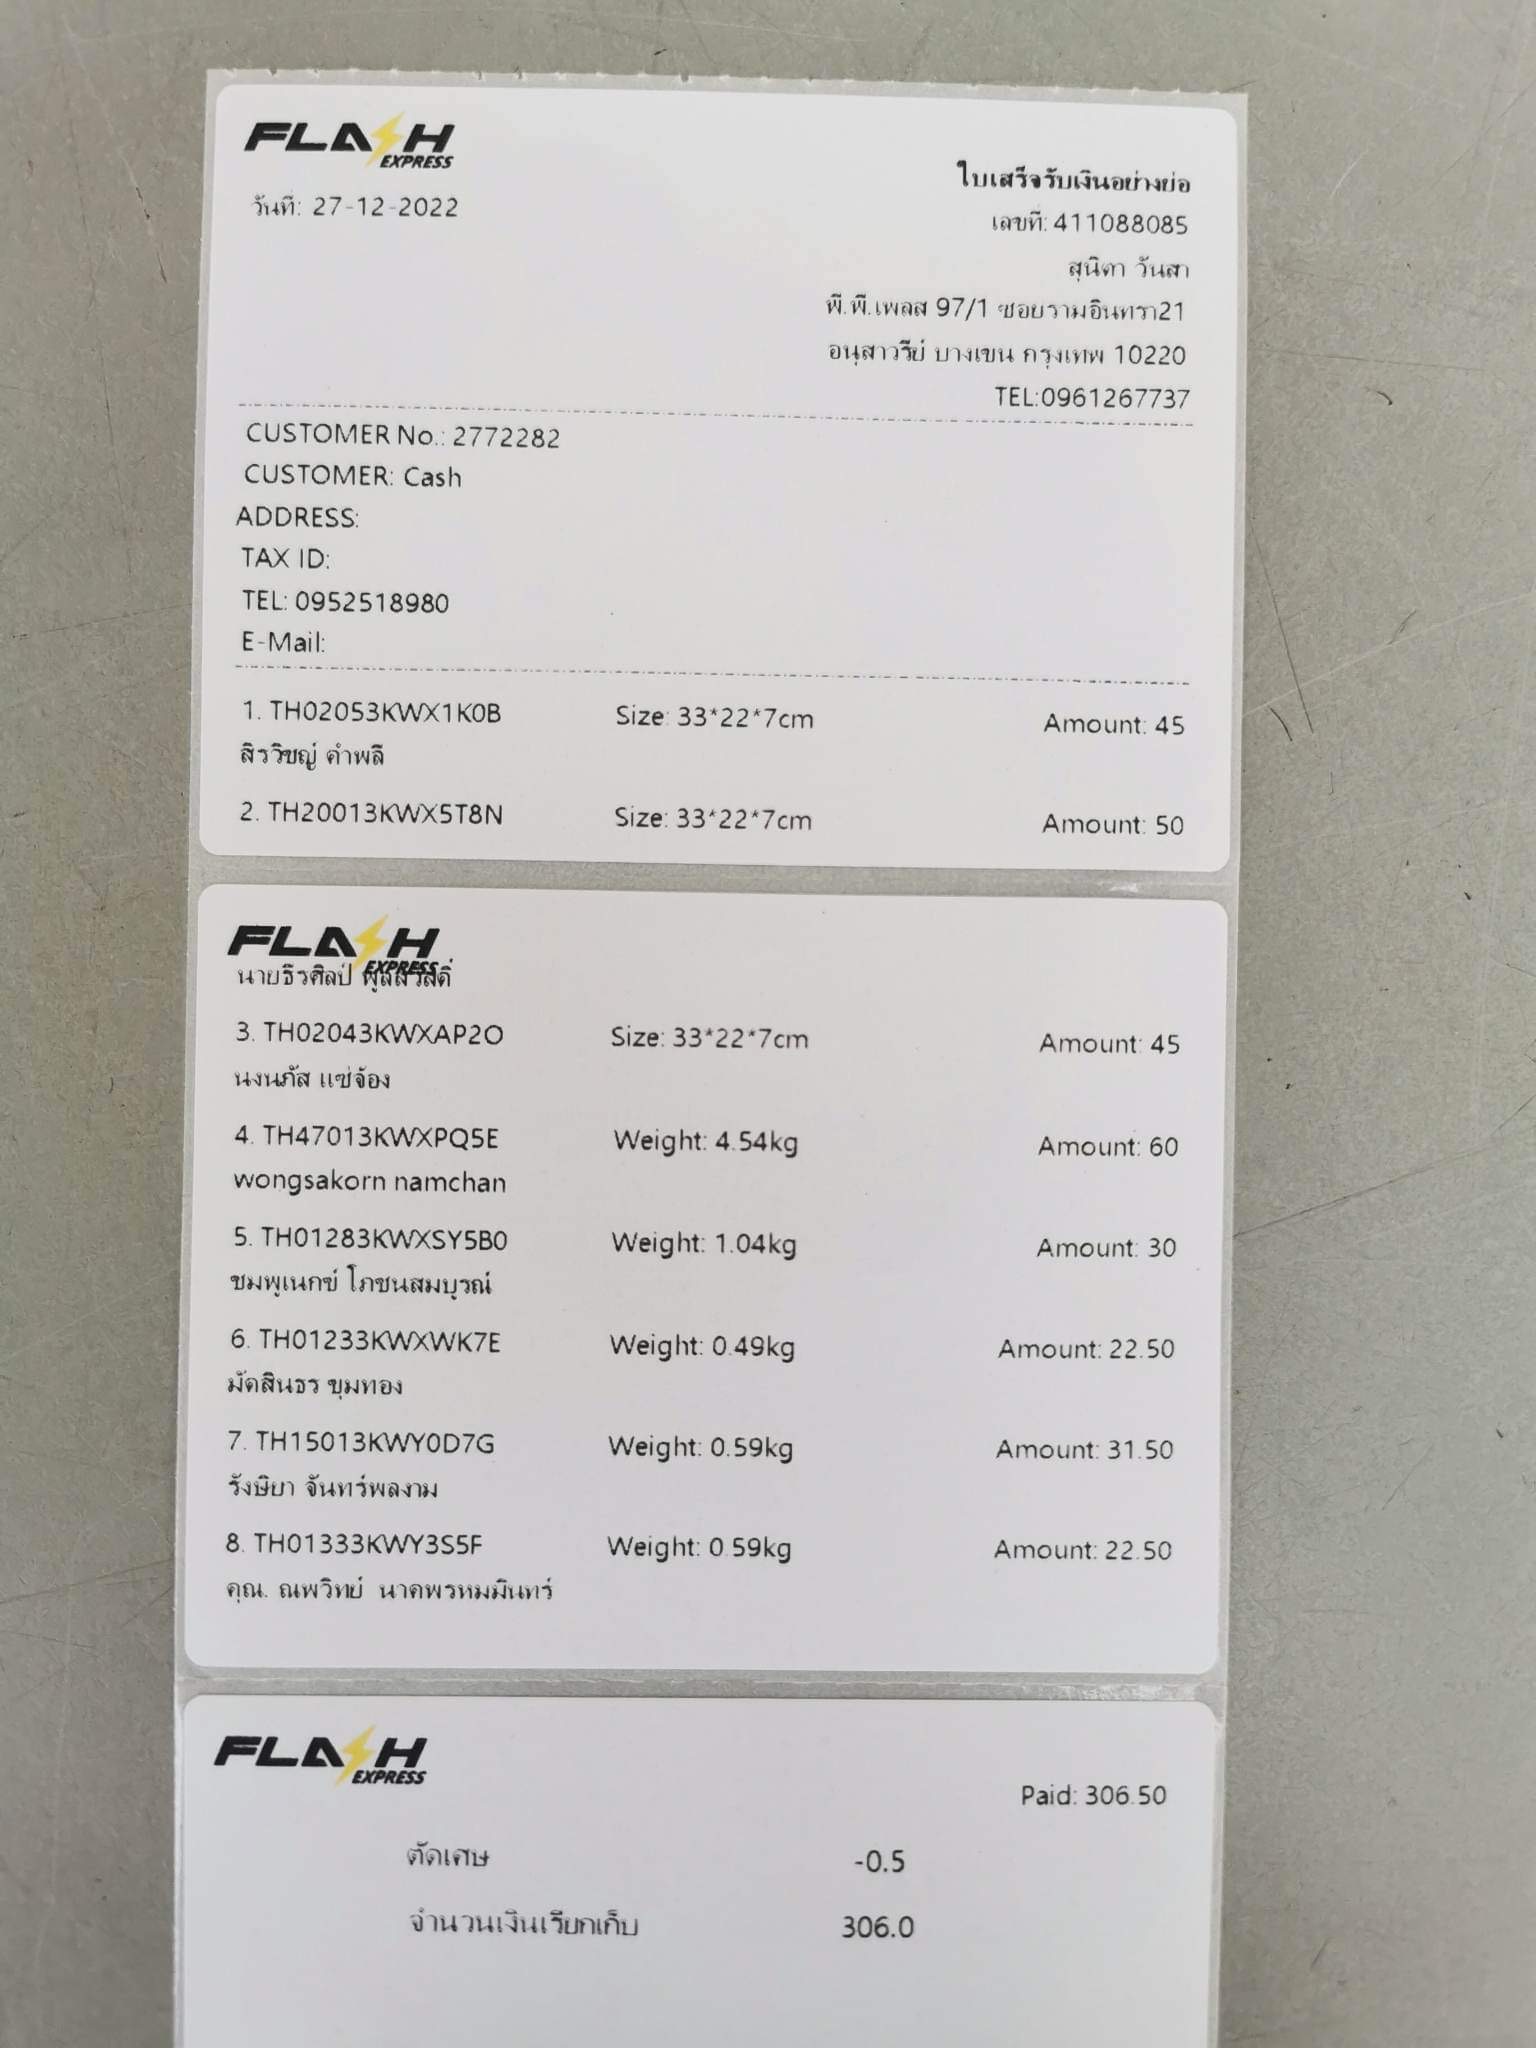 FLASH
EXPRESS
ใบเสร็จรับเงินอย่างย่อ
วันที่: 27-12-2022
เลขที่: 411088085
สุนิตา วันสา
พี.พี.เพลส 97/1 ซอยรามอินทรา21
อนุสาวรีย์ บางเขน กรุงเทพ 10220
TEL:0961267737
CUSTOMER No.: 2772282
CUSTOMER: Cash
ADDRESS:
TAX ID:
TEL: 0952518980
E-Mail:
1. TH02053KWX1K0B Size: 33*22*7cm Amount: 45
สิรวิชญ์ คำพลี
2. TH20013KWX5T8N Size: 33*22*7cm Amount: 50
FLASH
EXPRESS
นายธีรศิลป์ พูลสวัสดิ์
3. TH02043KWXAP2O Size: 33*22*7cm Amount: 45
นงนภัส แซ่จ้อง
4. TH47013KWXPQ5E Weight: 4.54kg Amount: 60
wongsakorn namchan
5. TH01283KWXSY5B0 Weight: 1.04kg Amount: 30
ชมพูเนกข์ โภชนสมบูรณ์
6. TH01233KWXWK7E Weight: 0.49kg Amount: 22.50
มัดสินธร ขุมทอง
7. TH15013KWY0D7G Weight: 0.59kg Amount: 31.50
รังษิยา จันทร์พลงาม
8. TH01333KWY3S5F Weight: 0.59kg Amount: 22.50
คุณ. ณพวิทย์ นาคพรหมมินทร์
FLASH
EXPRESS
Paid: 306.50
ตัดเศษ -0.5
จำนวนเงินเรียกเก็บ 306.0